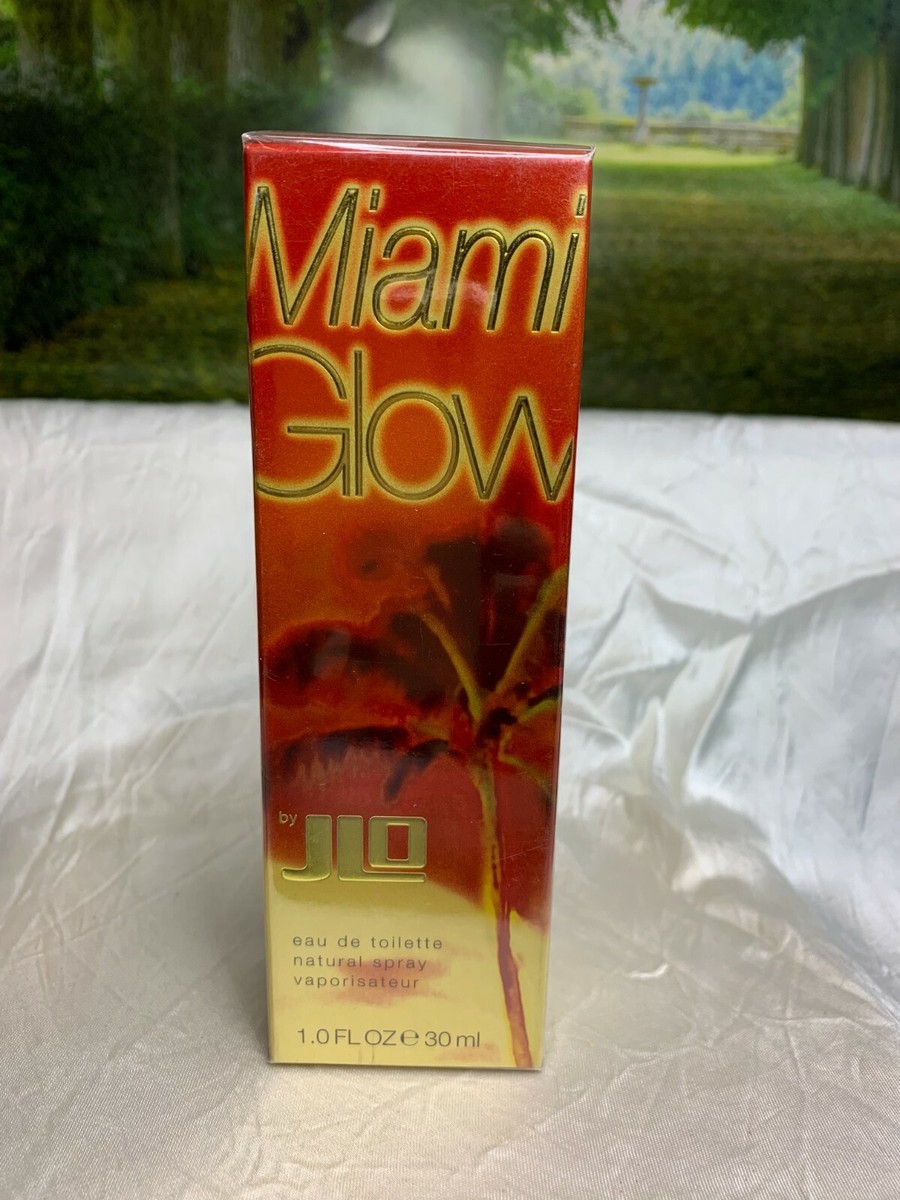 Miami
Glow
by JLO
eau de toilette
natural spray
vaporisateur
1.0 FL OZ ℮ 30 ml